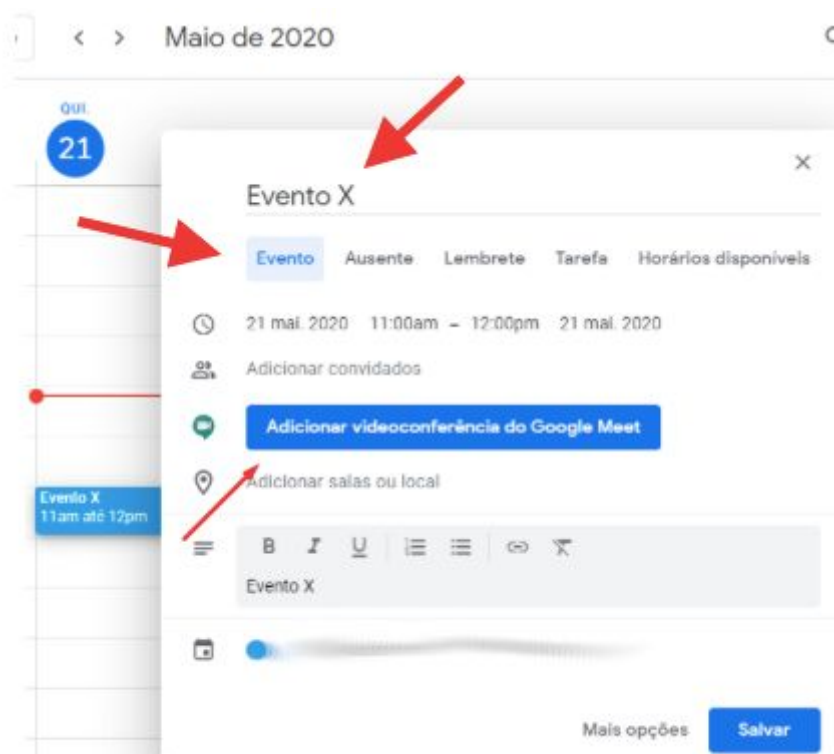 Maio de 2020
QUI.
21
Evento X
Evento Ausente Lembrete Tarefa Horários disponíveis
21 mai. 2020 11:00am – 12:00pm 21 mai. 2020
Adicionar convidados
Adicionar videoconferência do Google Meet
Adicionar salas ou local
Evento X
11am até 12pm
B I U
Evento X
Mais opções Salvar